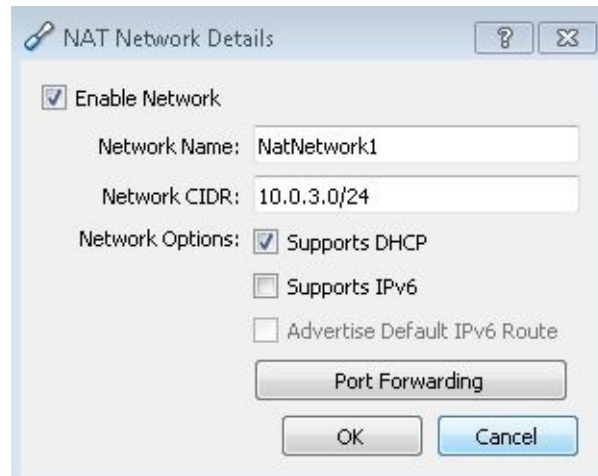 NAT Network Details
Enable Network
Network Name: NatNetwork1
Network CIDR: 10.0.3.0/24
Network Options: Supports DHCP
Supports IPv6
Advertise Default IPv6 Route
Port Forwarding
OK Cancel